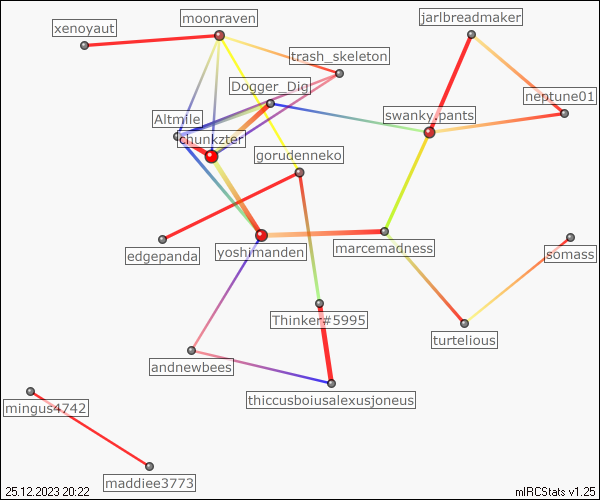 moonraven
jarlbreadmaker
xenoyaut
trash_skeleton
Dogger_Dig
neptune01
Altmile
swanky.pants
chunkzter
gorudenneko
edgepanda
yoshimanden
marcemadness
somass
Thinker#5995
turtelious
andnewbees
thiccusboiusalexusjoneus
mingus4742
maddiee3773
25.12.2023 20:22
mIRCStats v1.25